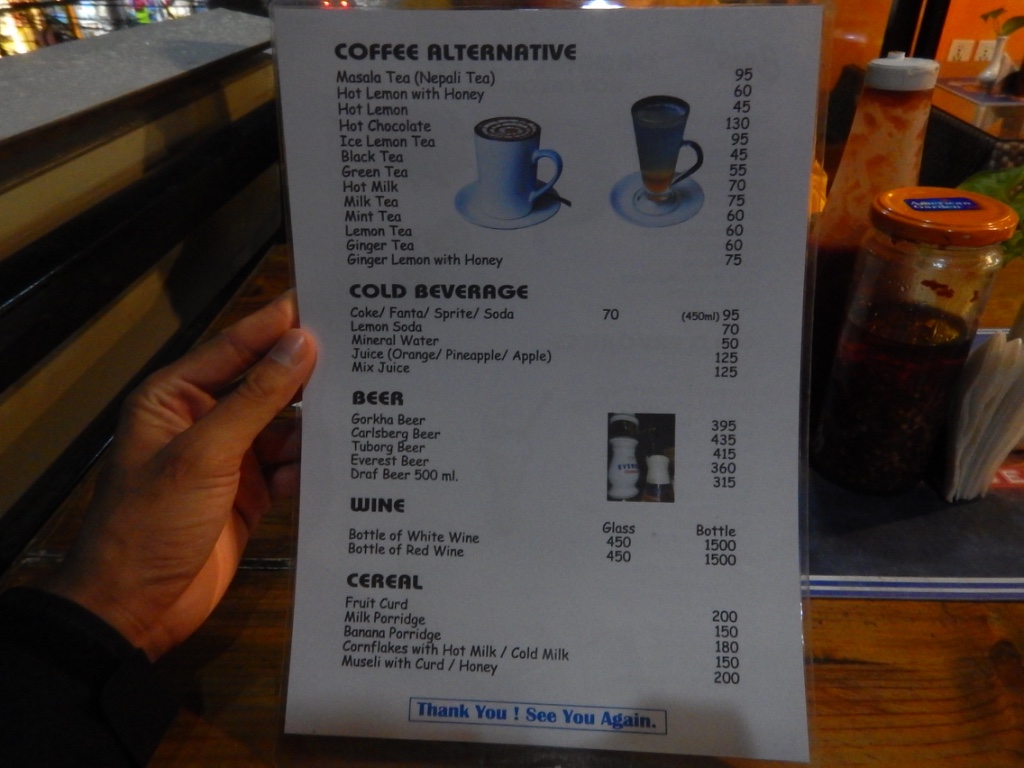 COFFEE ALTERNATIVE
Masala Tea (Nepali Tea) 95
Hot Lemon with Honey 60
Hot Lemon 45
Hot Chocolate 130
Ice Lemon Tea 95
Black Tea 45
Green Tea 55
Hot Milk 70
Milk Tea 75
Mint Tea 60
Lemon Tea 60
Ginger Tea 60
Ginger Lemon with Honey 75
COLD BEVERAGE
Coke/ Fanta/ Sprite/ Soda 70 (450ml) 95
Lemon Soda 70
Mineral Water 50
Juice (Orange/ Pineapple/ Apple) 125
Mix Juice 125
BEER
Gorkha Beer 395
Carlsberg Beer 435
Tuborg Beer 415
Everest Beer 360
Draf Beer 500 ml. 315
WINE
Glass Bottle
Bottle of White Wine 450 1500
Bottle of Red Wine 450 1500
CEREAL
Fruit Curd 200
Milk Porridge 150
Banana Porridge 180
Cornflakes with Hot Milk / Cold Milk 150
Museli with Curd / Honey 200
Thank You ! See You Again.
American
Garden